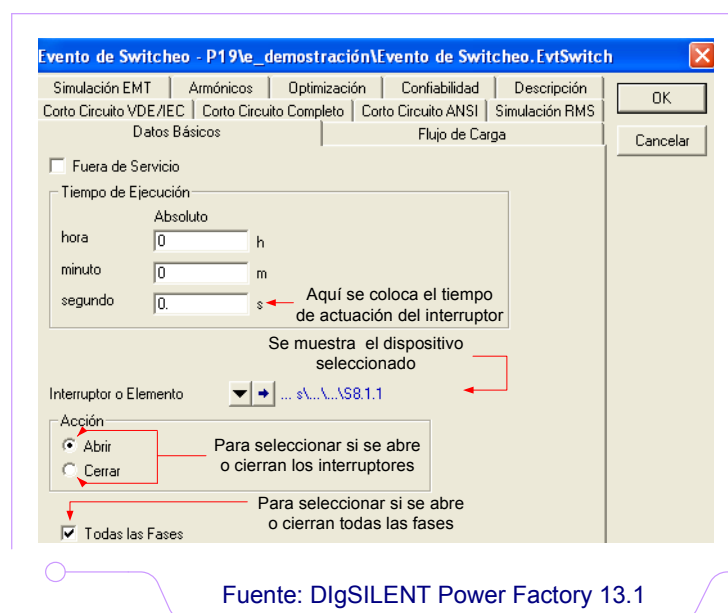 Evento de Switcheo - P19\e_demostración\Evento de Switcheo.EvtSwitch
Simulación EMT
Armónicos
Optimización
Confiabilidad
Descripción
OK
Corto Circuito VDE/IEC
Corto Circuito Completo
Corto Circuito ANSI
Simulación RMS
Datos Básicos
Flujo de Carga
Cancelar
Fuera de Servicio
Tiempo de Ejecución
Absoluto
hora
0
h
minuto
0
m
segundo
0.
s
Aquí se coloca el tiempo
de actuación del interruptor
Se muestra el dispositivo
seleccionado
Interruptor o Elemento
... s\...\...\S8.1.1
Acción
Abrir
Cerrar
Para seleccionar si se abre
o cierran los interruptores
Para seleccionar si se abre
o cierran todas las fases
Todas las Fases
Fuente: DIgSILENT Power Factory 13.1